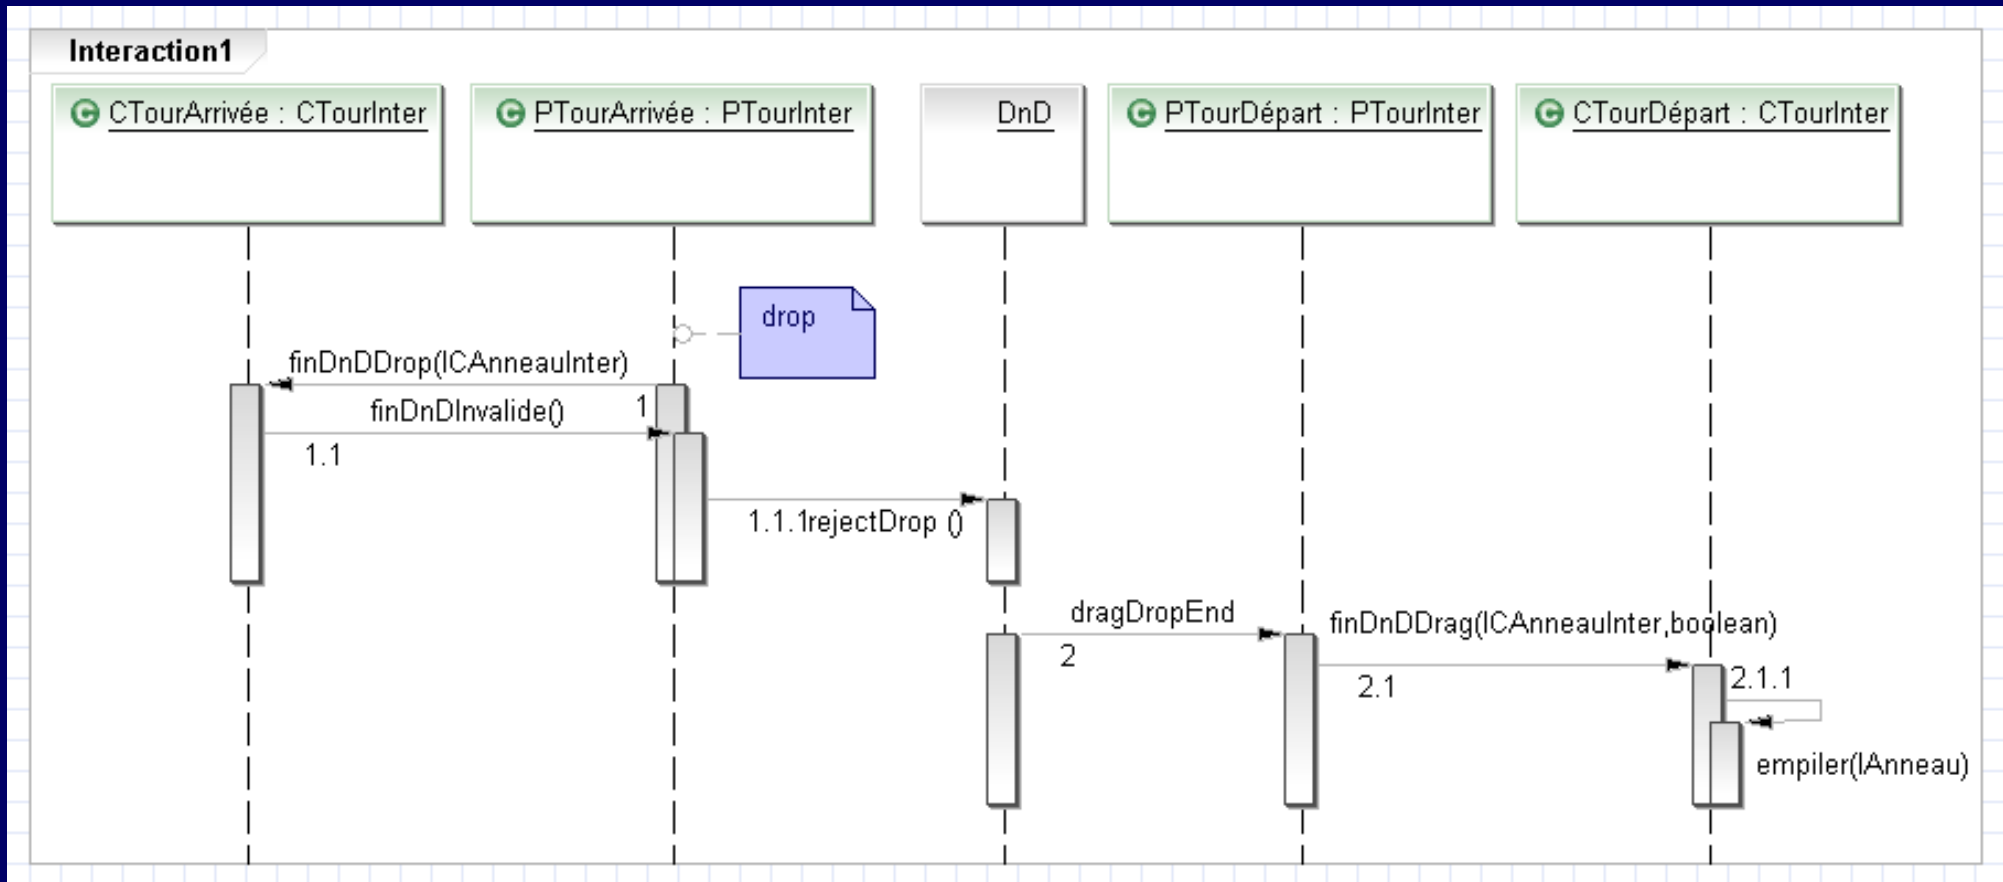 Interaction1
CTourArrivée : CTourInter
PTourArrivée : PTourInter
DnD
PTourDépart : PTourInter
CTourDépart : CTourInter
drop
finDnDDrop(ICAnneauInter)
1
finDnDInvalide()
1.1
1.1.1rejectDrop ()
dragDropEnd
2
finDnDDrag(ICAnneauInter,boolean)
2.1
2.1.1
empiler(IAnneau)